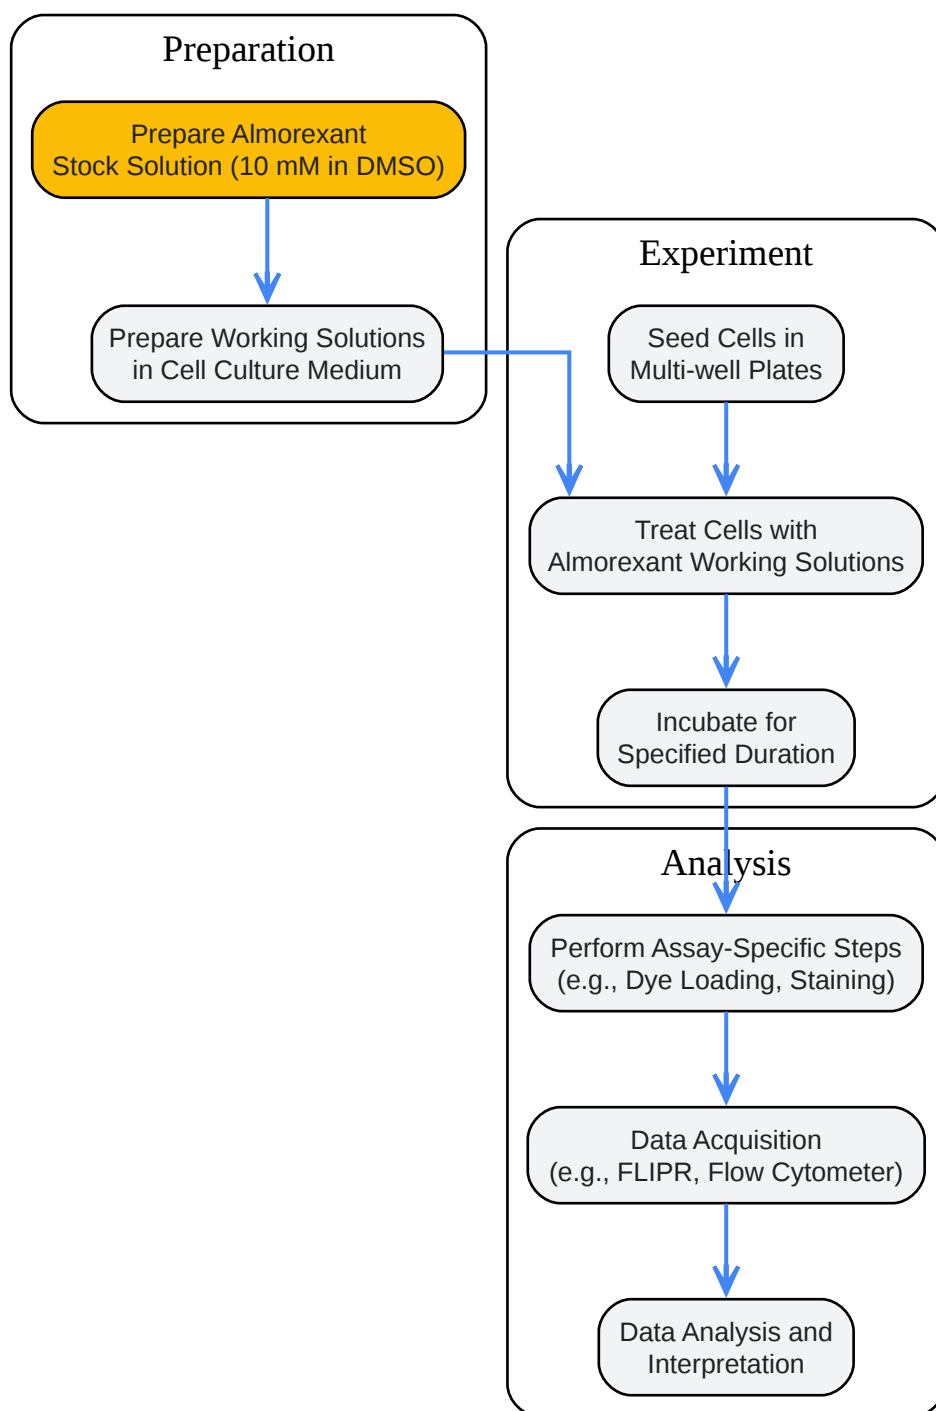 Preparation
Prepare Almorexant
Stock Solution (10 mM in DMSO)
Prepare Working Solutions
in Cell Culture Medium
Experiment
Seed Cells in
Multi-well Plates
Treat Cells with
Almorexant Working Solutions
Incubate for
Specified Duration
Analysis
Perform Assay-Specific Steps
(e.g., Dye Loading, Staining)
Data Acquisition
(e.g., FLIPR, Flow Cytometer)
Data Analysis and
Interpretation